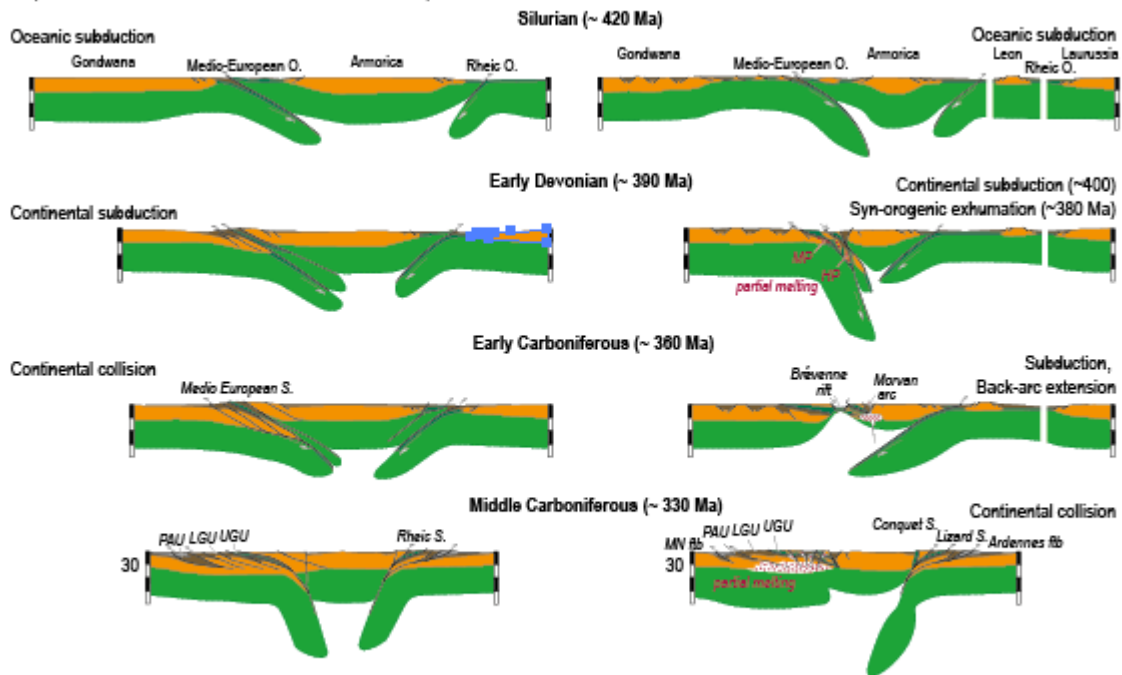 Silurian (~ 420 Ma)
Oceanic subduction
Oceanic subduction
Gondwana Medio-European O. Armorica Rheic O.
Gondwana Medio-European O. Armorica Leon Rheic O. Laurussia
Early Devonian (~ 390 Ma)
Continental subduction
Continental subduction (~400)
Syn-orogenic exhumation (~380 Ma)
MP
HP
partial melting
Early Carboniferous (~ 360 Ma)
Continental collision
Subduction,
Back-arc extension
Medio European S.
Brévenne
rift
Morvan
arc
Middle Carboniferous (~ 330 Ma)
Continental collision
PAU LGU UGU
Rheic S.
30
MN ftb
PAU LGU UGU
Conquet S.
Lizard S.
Ardennes ftb
30
partial melting